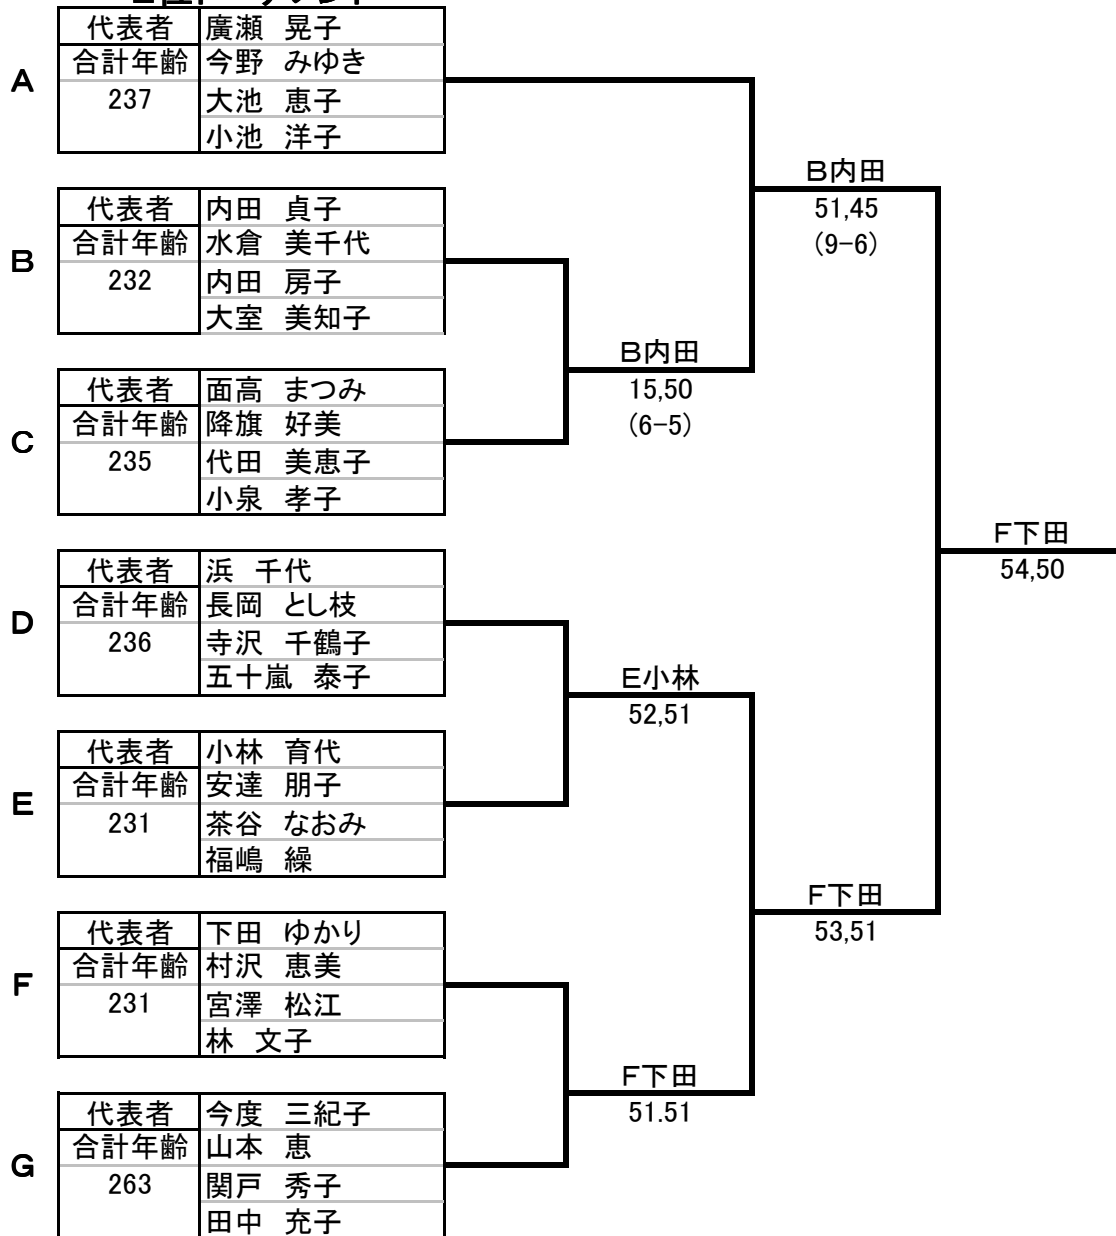 代表者 廣瀬 晃子
合計年齢 今野 みゆき
A
237 大池 恵子
小池 洋子
B内田
51,45
(9-6)
代表者 内田 貞子
合計年齢 水倉 美千代
B
232 内田 房子
大室 美知子
B内田
15,50
(6-5)
代表者 面高 まつみ
合計年齢 降旗 好美
C
235 代田 美恵子
小泉 孝子
F下田
54,50
代表者 浜 千代
合計年齢 長岡 とし枝
D
236 寺沢 千鶴子
五十嵐 泰子
E小林
52,51
代表者 小林 育代
合計年齢 安達 朋子
E
231 茶谷 なおみ
福嶋 繰
F下田
53,51
代表者 下田 ゆかり
合計年齢 村沢 恵美
F
231 宮澤 松江
林 文子
F下田
51.51
代表者 今度 三紀子
合計年齢 山本 恵
G
263 関戸 秀子
田中 充子